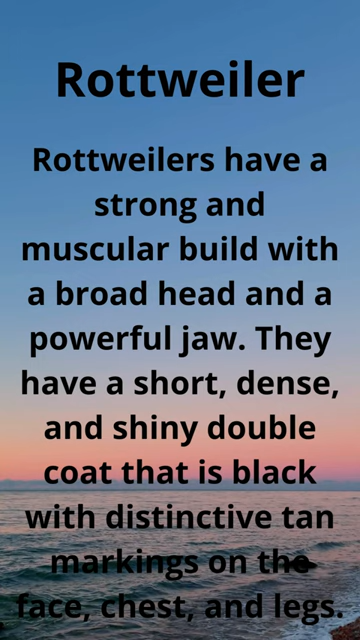 Rottweiler
Rottweilers have a
strong and
muscular build with
a broad head and a
powerful jaw. They
have a short, dense,
and shiny double
coat that is black
with distinctive tan
markings on the
face, chest, and legs.